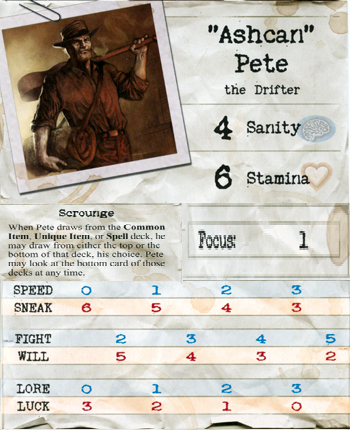 "Ashcan"
Pete
the Drifter
4 Sanity
6 Stamina
Scrounge
When Pete draws from the Common
Item, Unique Item, or Spell deck, he
may draw from either the top or the
bottom of that deck, his choice. Pete
may look at the bottom card of those
decks at any time.
Focus: 1
SPEED 0 1 2 3
SNEAK 6 5 4 3
FIGHT 2 3 4 5
WILL 5 4 3 2
LORE 0 1 2 3
LUCK 3 2 1 0